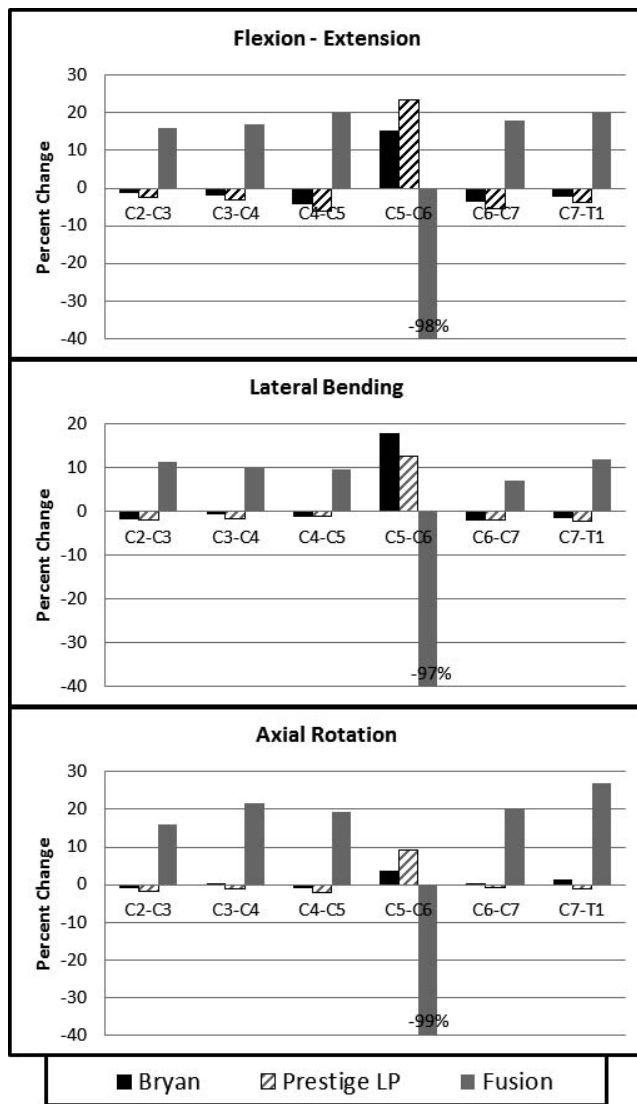 Flexion - Extension
Percent Change
30
20
10
0
-10
-20
-30
-40
C2-C3 C3-C4 C4-C5 C5-C6 C6-C7 C7-T1
-98%
Lateral Bending
Percent Change
20
10
0
-10
-20
-30
-40
C2-C3 C3-C4 C4-C5 C5-C6 C6-C7 C7-T1
-97%
Axial Rotation
Percent Change
30
20
10
0
-10
-20
-30
-40
C2-C3 C3-C4 C4-C5 C5-C6 C6-C7 C7-T1
-99%
Bryan Prestige LP Fusion